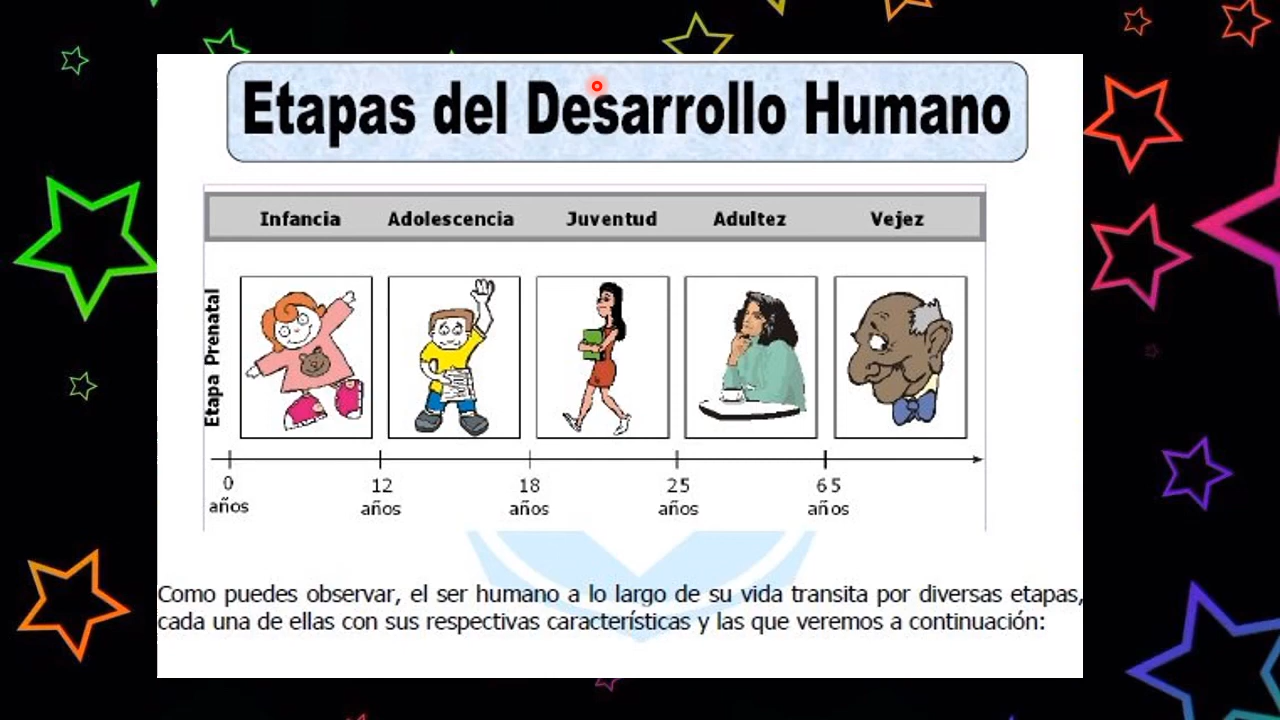 Etapas del Desarrollo Humano
Infancia Adolescencia Juventud Adultez Vejez
Etapa Prenatal
0 12 18 25 65
años años años años años
Como puedes observar, el ser humano a lo largo de su vida transita por diversas etapas,
cada una de ellas con sus respectivas características y las que veremos a continuación: